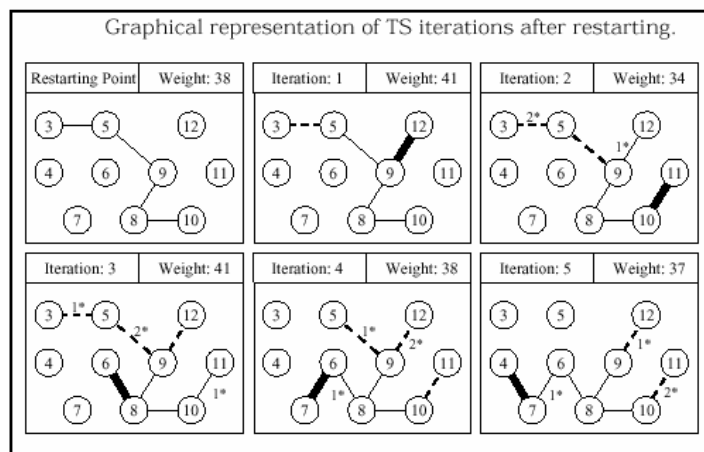 Graphical representation of TS iterations after restarting.
Restarting Point Weight: 38 Iteration: 1 Weight: 41 Iteration: 2 Weight: 34
3 5 12 3 5 12 3 2* 5 1* 12
4 6 9 11 4 6 9 11 4 6 9 11
7 8 10 7 8 10 7 8 10
Iteration: 3 Weight: 41 Iteration: 4 Weight: 38 Iteration: 5 Weight: 37
3 1* 5 2* 12 3 5 1* 12 2* 3 5 12 1*
4 6 9 11 1* 4 6 9 11 4 6 9 11
7 8 10 7 1* 8 10 7 1* 8 10 2*